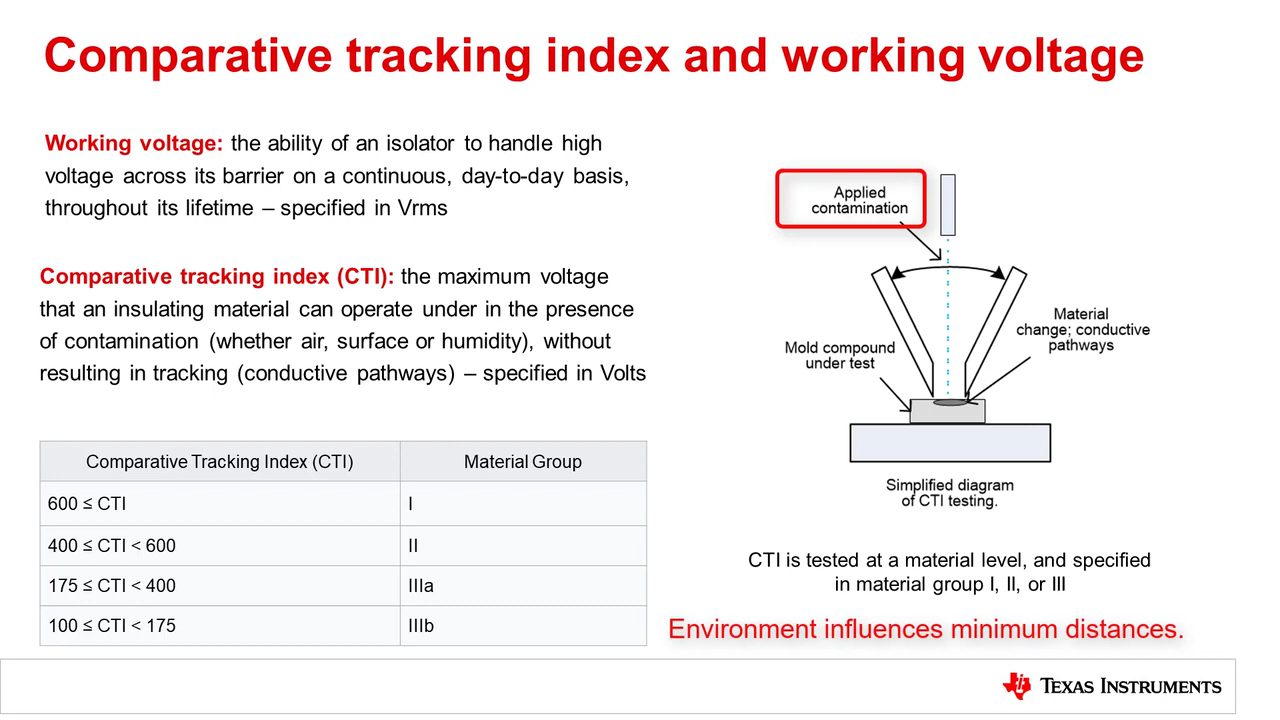 Comparative tracking index and working voltage
Working voltage: the ability of an isolator to handle high
voltage across its barrier on a continuous, day-to-day basis,
throughout its lifetime – specified in Vrms
Comparative tracking index (CTI): the maximum voltage
that an insulating material can operate under in the presence
of contamination (whether air, surface or humidity), without
resulting in tracking (conductive pathways) – specified in Volts
Comparative Tracking Index (CTI) Material Group
600 ≤ CTI I
400 ≤ CTI < 600 II
175 ≤ CTI < 400 IIIa
100 ≤ CTI < 175 IIIb
Applied
contamination
Material
change; conductive
pathways
Mold compound
under test
Simplified diagram
of CTI testing.
CTI is tested at a material level, and specified
in material group I, II, or III
Environment influences minimum distances.
TEXAS INSTRUMENTS